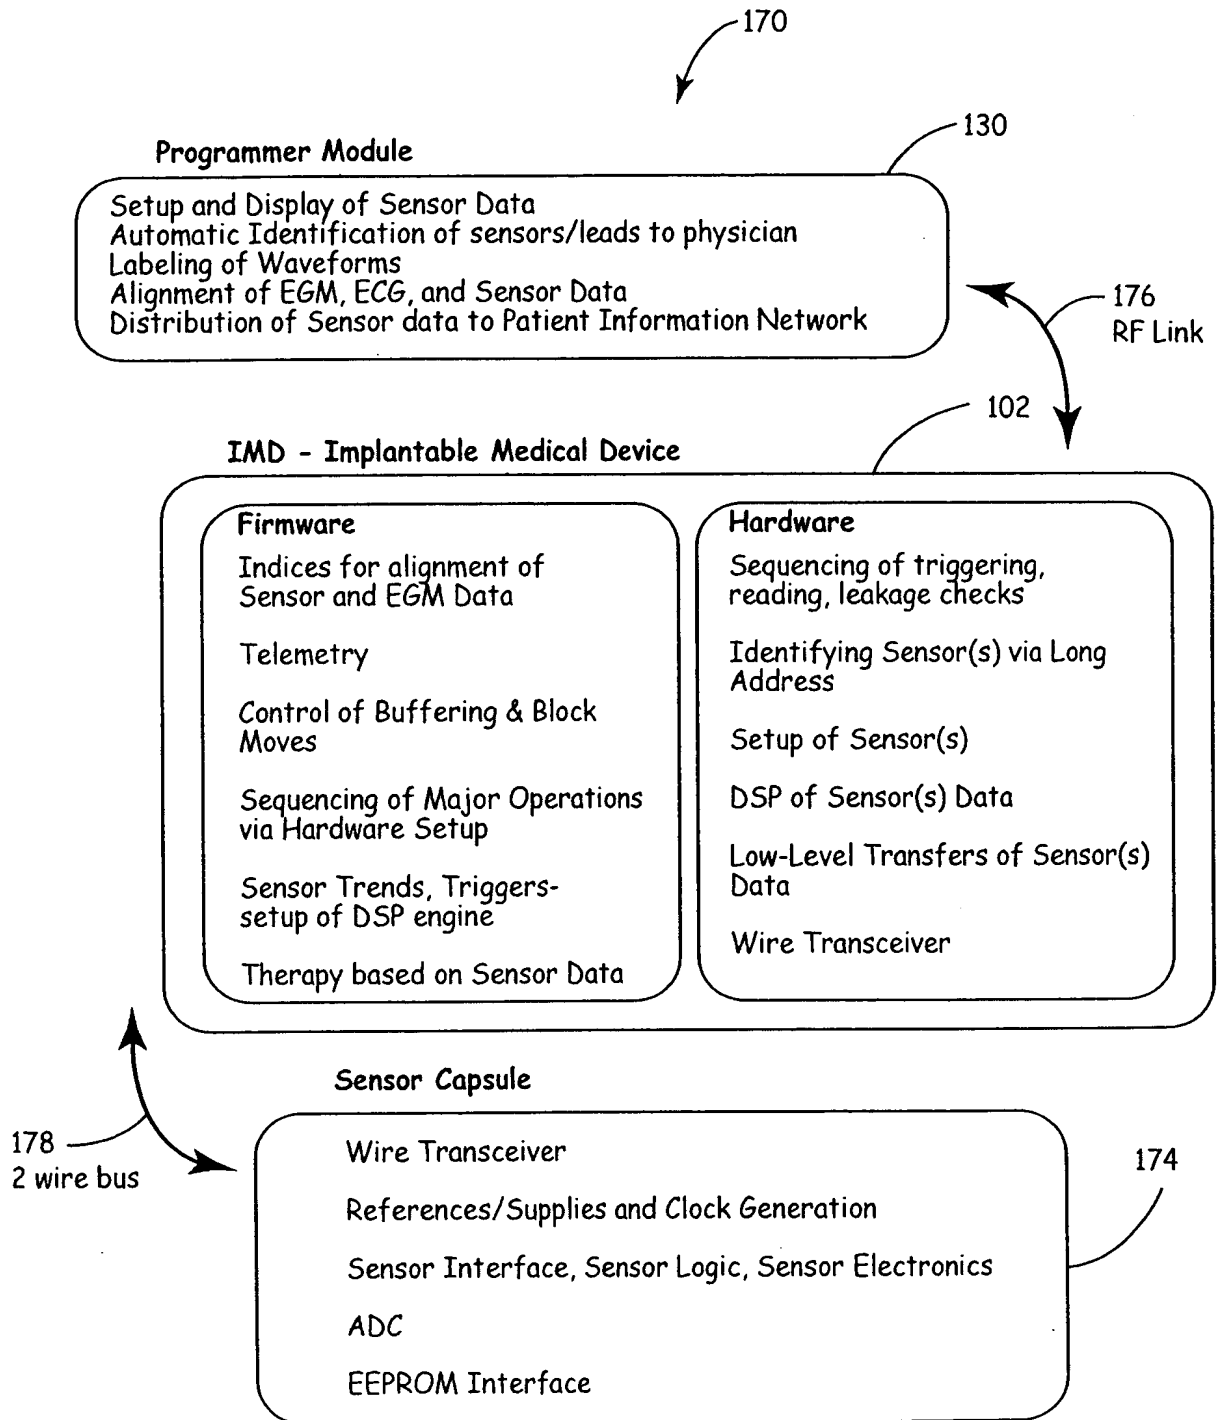 170
130
Programmer Module
Setup and Display of Sensor Data
Automatic Identification of sensors/leads to physician
Labeling of Waveforms
Alignment of EGM, ECG, and Sensor Data
Distribution of Sensor data to Patient Information Network
176
RF Link
102
IMD - Implantable Medical Device
Firmware
Indices for alignment of
Sensor and EGM Data
Telemetry
Control of Buffering & Block
Moves
Sequencing of Major Operations
via Hardware Setup
Sensor Trends, Triggers-
setup of DSP engine
Therapy based on Sensor Data
Hardware
Sequencing of triggering,
reading, leakage checks
Identifying Sensor(s) via Long
Address
Setup of Sensor(s)
DSP of Sensor(s) Data
Low-Level Transfers of Sensor(s)
Data
Wire Transceiver
178
2 wire bus
Sensor Capsule
Wire Transceiver
References/Supplies and Clock Generation
Sensor Interface, Sensor Logic, Sensor Electronics
ADC
EEPROM Interface
174